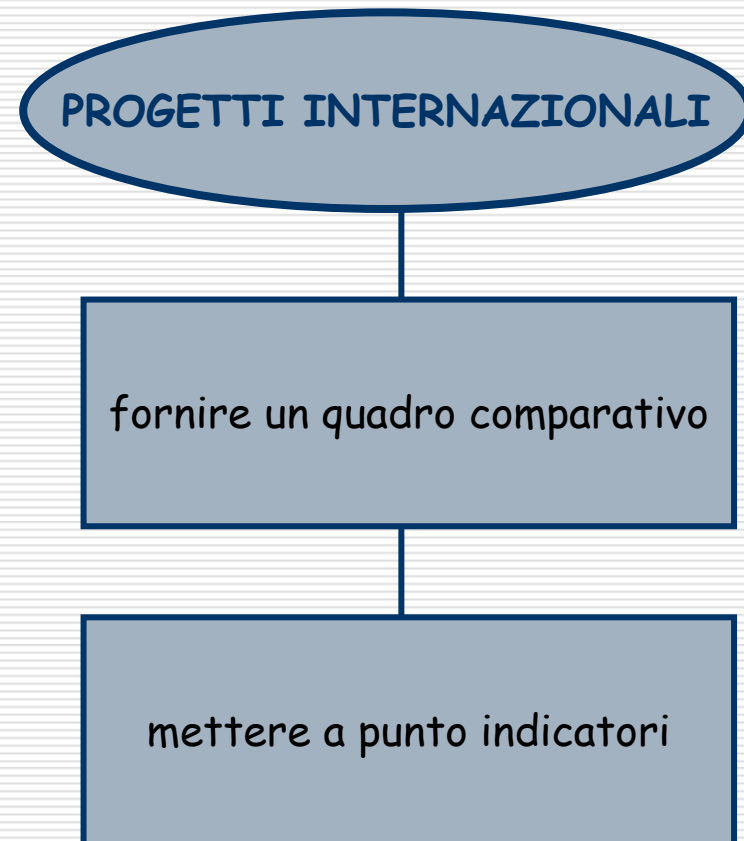 PROGETTI INTERNAZIONALI
fornire un quadro comparativo
mettere a punto indicatori